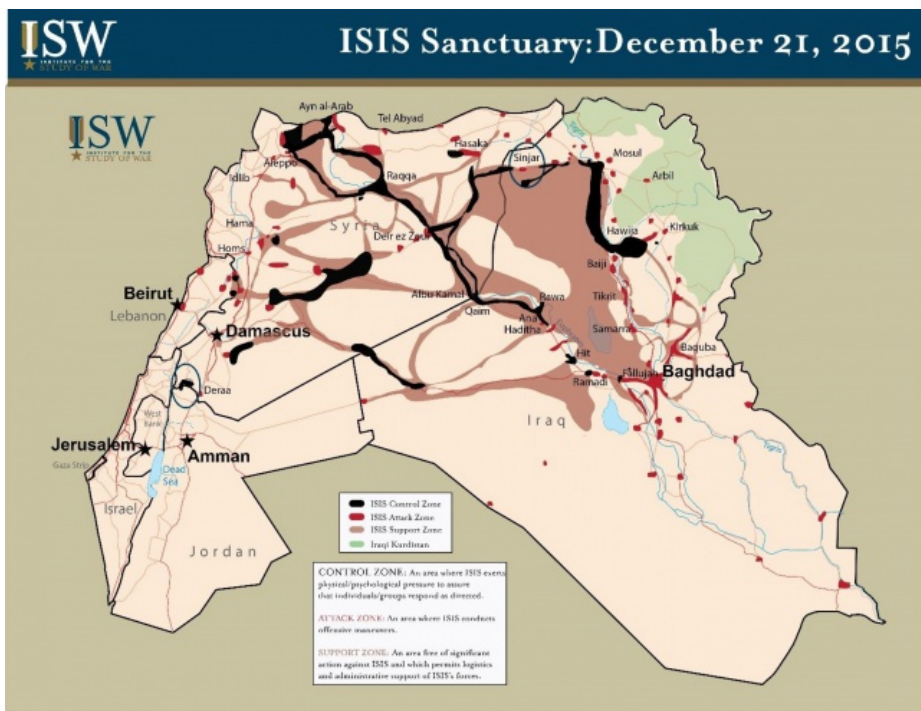 ISW
INSTITUTE FOR THE
STUDY OF WAR
ISIS Sanctuary:December 21, 2015
ISW
INSTITUTE FOR THE
STUDY OF WAR
Ayn al-Arab
Tel Abyad
Hasaka
Sinjar
Tigris
Mosul
Aleppo
Idlib
Raqqa
Arbil
Hama
Syria
Deir ez Zour
Hawija
Kirkuk
Homs
Baiji
Beirut
Lebanon
Albu Kamal
Qaim
Rawa
Ana
Haditha
Tikrit
Samarra
Damascus
Hit
Baquba
Deraa
Ramadi
Fallujah
Baghdad
West
Bank
Iraq
Jerusalem
Amman
Gaza Strip
Dead
Sea
Tigris
Israel
Jordan
ISIS Control Zone
ISIS Attack Zone
ISIS Support Zone
Iraqi Kurdistan
CONTROL ZONE: An area where ISIS exerts
physical/psychological pressure to assure
that individuals/groups respond as directed.
ATTACK ZONE: An area where ISIS conducts
offensive maneuvers.
SUPPORT ZONE: An area free of significant
action against ISIS and which permits logistics
and administrative support of ISIS's forces.